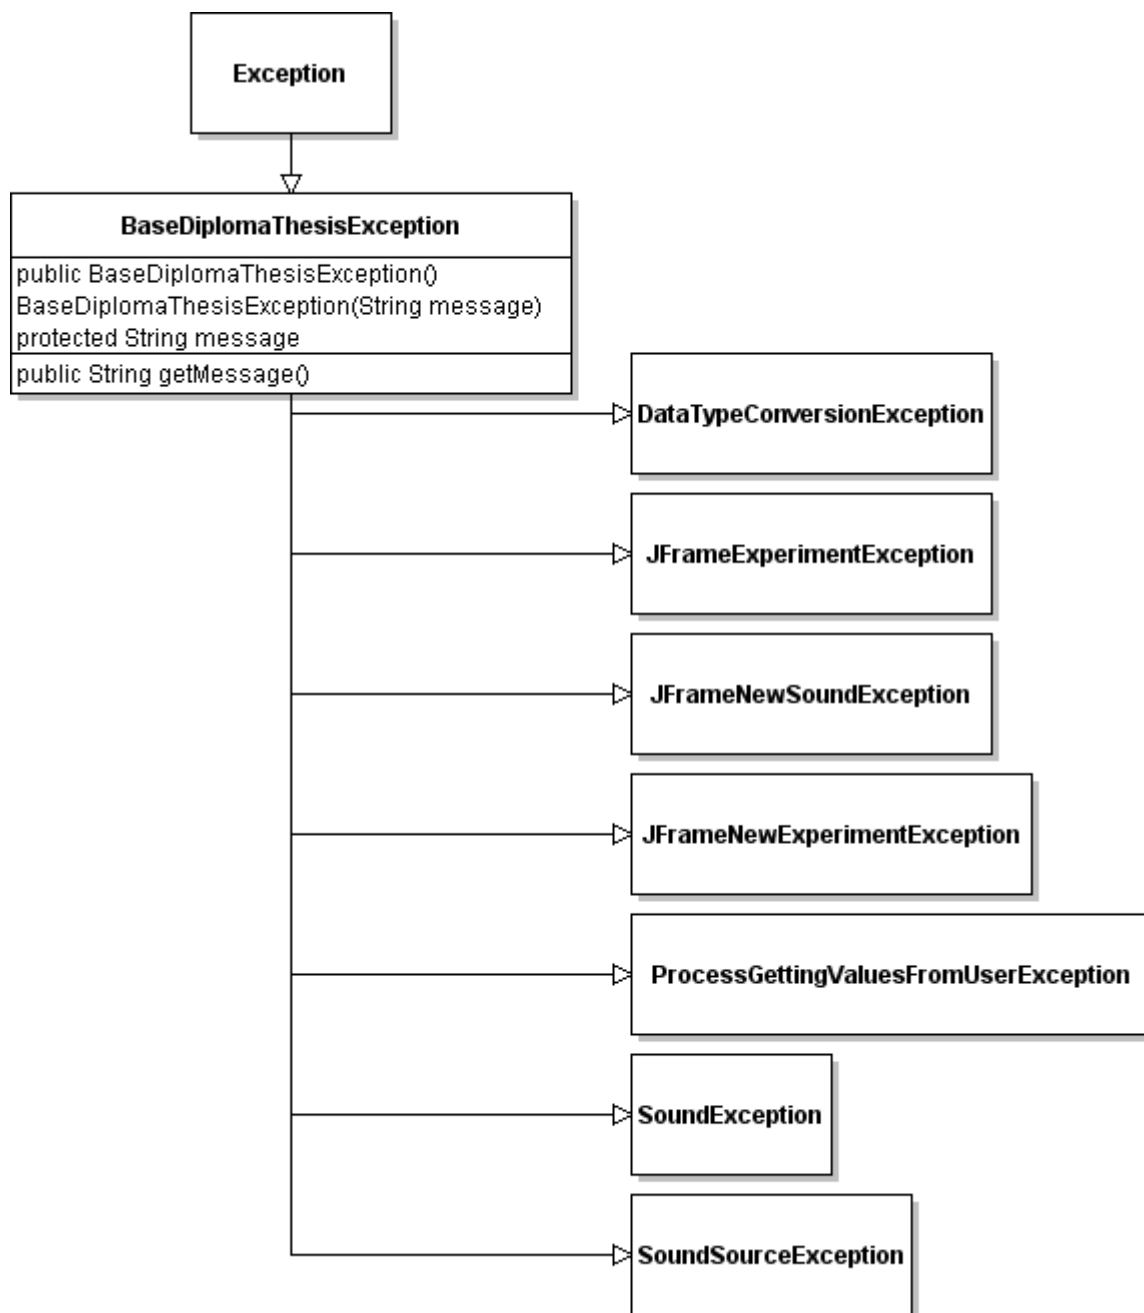 Exception
BaseDiplomaThesisException
public BaseDiplomaThesisException()
BaseDiplomaThesisException(String message)
protected String message
public String getMessage()
DataTypeConversionException
JFrameExperimentException
JFrameNewSoundException
JFrameNewExperimentException
ProcessGettingValuesFromUserException
SoundException
SoundSourceException